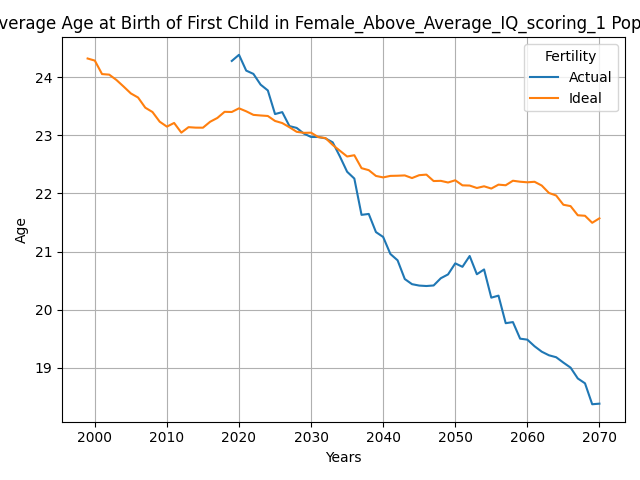 verage Age at Birth of First Child in Female_Above_Average_IQ_scoring_1 Pop
Fertility
Actual
Ideal
24
23
22
21
20
19
Age
2000 2010 2020 2030 2040 2050 2060 2070
Years